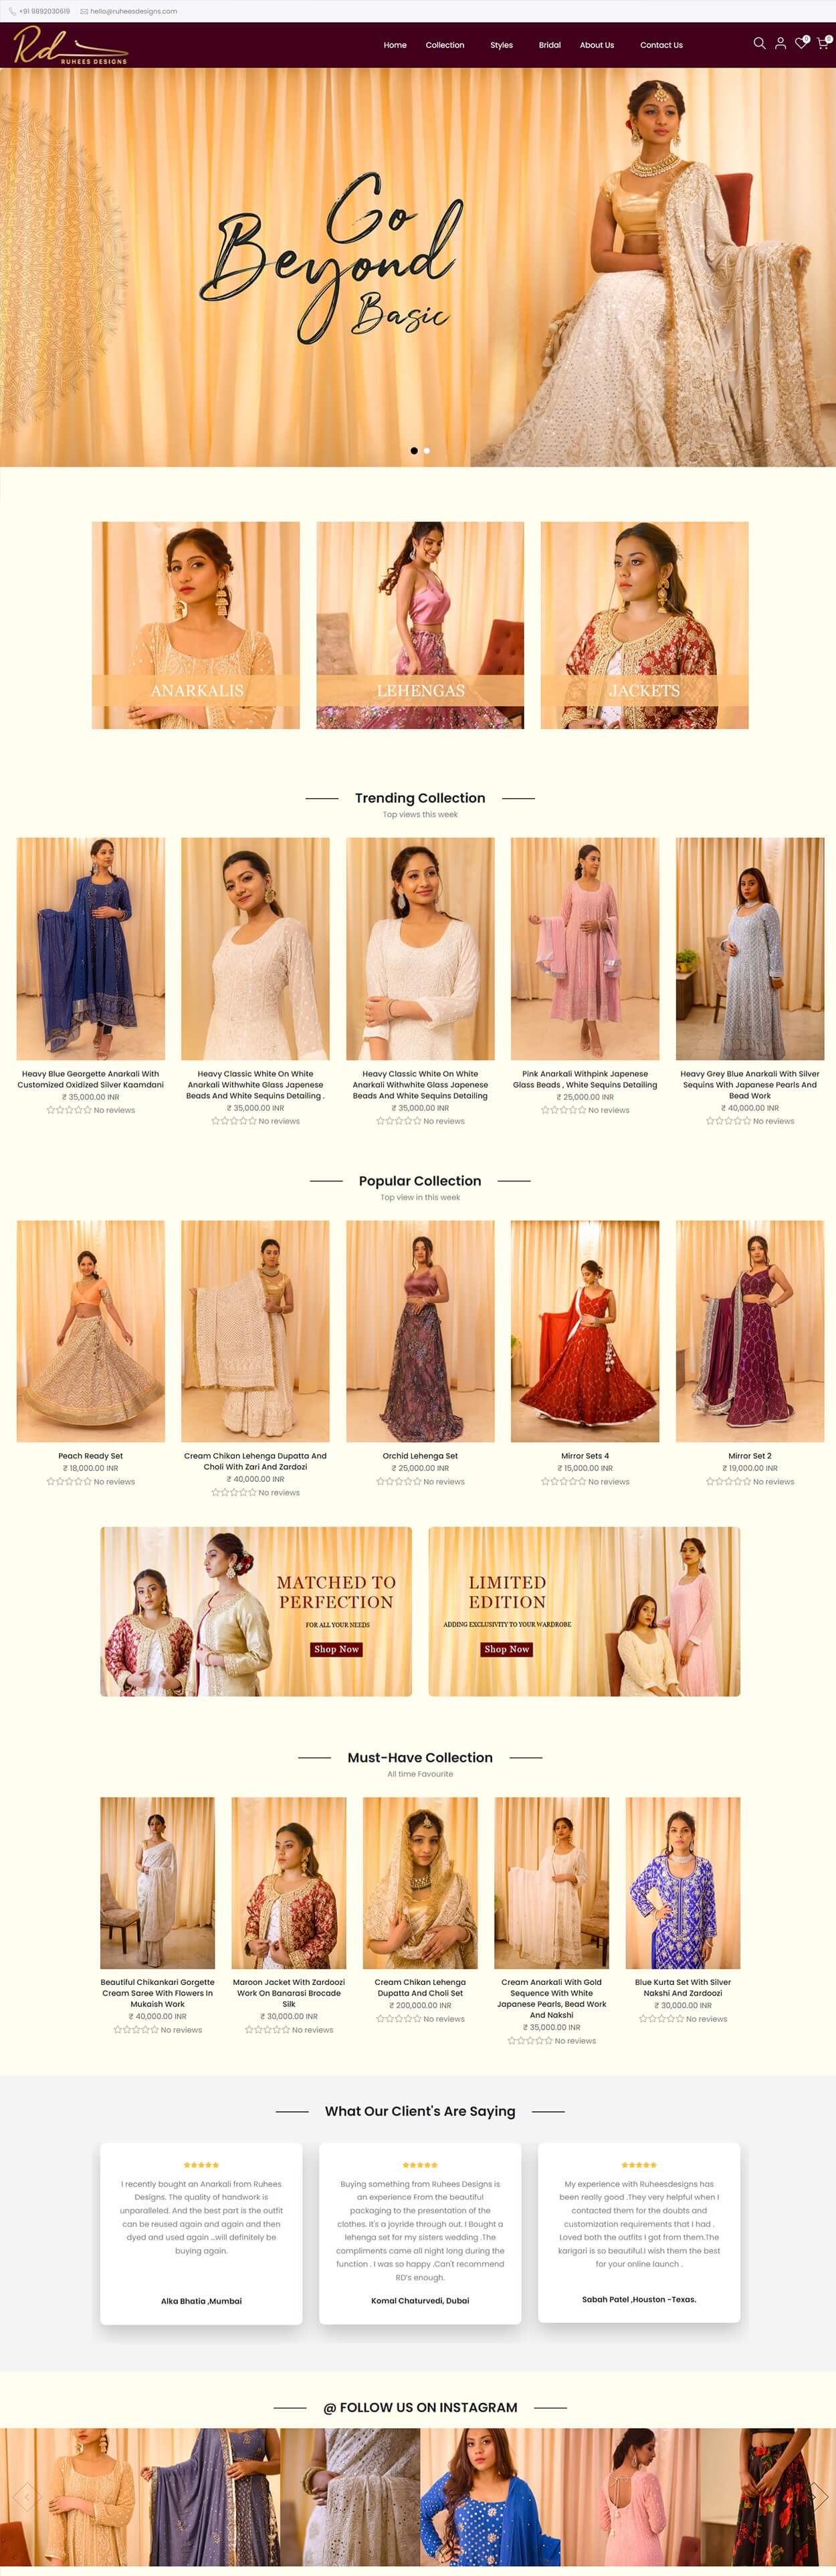 +91 9892030619 hello@ruheesdesigns.com
Rd
RUHEES DESIGNS
Home Collection Styles Bridal About Us Contact Us
0 0
Go
Beyond
Basic
ANARKALIS LEHENGAS JACKETS
Trending Collection
Top views this week
Heavy Blue Georgette Anarkali With
Customized Oxidized Silver Kaamdani
₹ 35,000.00 INR
No reviews
Heavy Classic White On White
Anarkali Withwhite Glass Japenese
Beads And White Sequins Detailing .
₹ 35,000.00 INR
No reviews
Heavy Classic White On White
Anarkali Withwhite Glass Japenese
Beads And White Sequins Detailing
₹ 35,000.00 INR
No reviews
Pink Anarkali Withpink Japenese
Glass Beads , White Sequins Detailing
₹ 25,000.00 INR
No reviews
Heavy Grey Blue Anarkali With Silver
Sequins With Japanese Pearls And
Bead Work
₹ 40,000.00 INR
No reviews
Popular Collection
Top view in this week
Peach Ready Set
₹ 18,000.00 INR
No reviews
Cream Chikan Lehenga Dupatta And
Choli With Zari And Zardozi
₹ 40,000.00 INR
No reviews
Orchid Lehenga Set
₹ 25,000.00 INR
No reviews
Mirror Sets 4
₹ 15,000.00 INR
No reviews
Mirror Set 2
₹ 19,000.00 INR
No reviews
MATCHED TO
PERFECTION
FOR ALL YOUR NEEDS
Shop Now
LIMITED
EDITION
ADDING EXCLUSIVITY TO YOUR WARDROBE
Shop Now
Must-Have Collection
All time Favourite
Beautiful Chikankari Gorgette
Cream Saree With Flowers In
Mukaish Work
₹ 40,000.00 INR
No reviews
Maroon Jacket With Zardoozi
Work On Banarasi Brocade
Silk
₹ 30,000.00 INR
No reviews
Cream Chikan Lehenga
Dupatta And Choli Set
₹ 200,000.00 INR
No reviews
Cream Anarkali With Gold
Sequence With White
Japanese Pearls, Bead Work
And Nakshi
₹ 35,000.00 INR
No reviews
Blue Kurta Set With Silver
Nakshi And Zardoozi
₹ 30,000.00 INR
No reviews
What Our Client's Are Saying
I recently bought an Anarkali from Ruhees
Designs. The quality of handwork is
unparalleled. And the best part is the outfit
can be reused again and again and then
dyed and used again ...will definitely be
buying again.
Alka Bhatia ,Mumbai
Buying something from Ruhees Designs is
an experience From the beautiful
packaging to the presentation of the
clothes. It's a joyride through out. I Bought a
lehenga set for my sisters wedding .The
compliments came all night long during the
function . I was so happy .Can't recommend
RD's enough.
Komal Chaturvedi, Dubai
My experience with Ruheesdesigns has
been really good .They very helpful when I
contacted them for the doubts and
customization requirements that I had .
Loved both the outfits I got from them.The
karigari is so beautiful.I wish them the best
for your online launch .
Sabah Patel ,Houston -Texas.
@ FOLLOW US ON INSTAGRAM